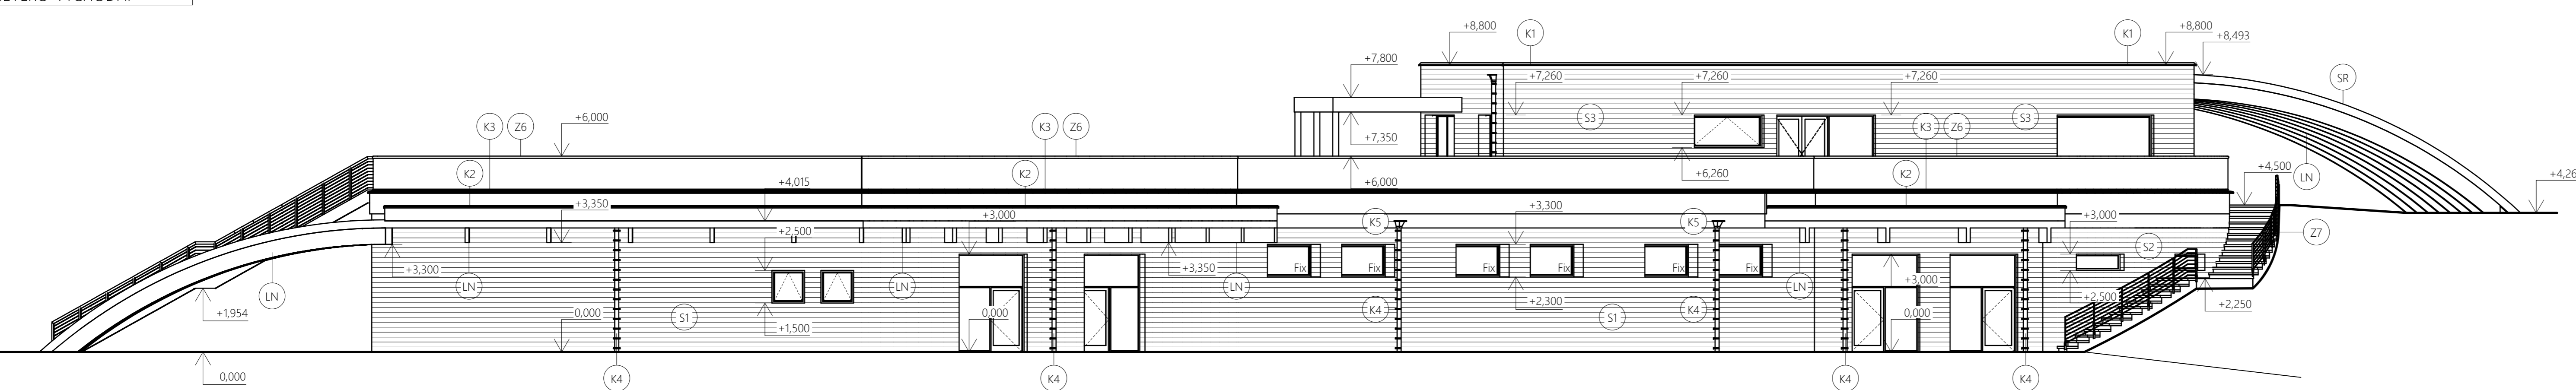 +8,800
K1
K1
+8,800
+8,493
+7,800
+7,260
+7,260
+7,260
SR
S3
S3
K3
Z6
+6,000
K3
Z6
+7,350
K3
Z6
K2
K2
+6,260
K2
+4,500
LN
+4,26
+4,015
+6,000
+3,350
+3,000
K5
+3,300
K5
+3,000
+2,500
Z7
S2
+3,300
+3,350
Fix
Fix
Fix
Fix
Fix
Fix
LN
LN
LN
LN
LN
+3,000
+2,500
+2,300
+2,250
+1,954
0,000
S1
+1,500
0,000
K4
S1
K4
0,000
0,000
K4
K4
K4
K4